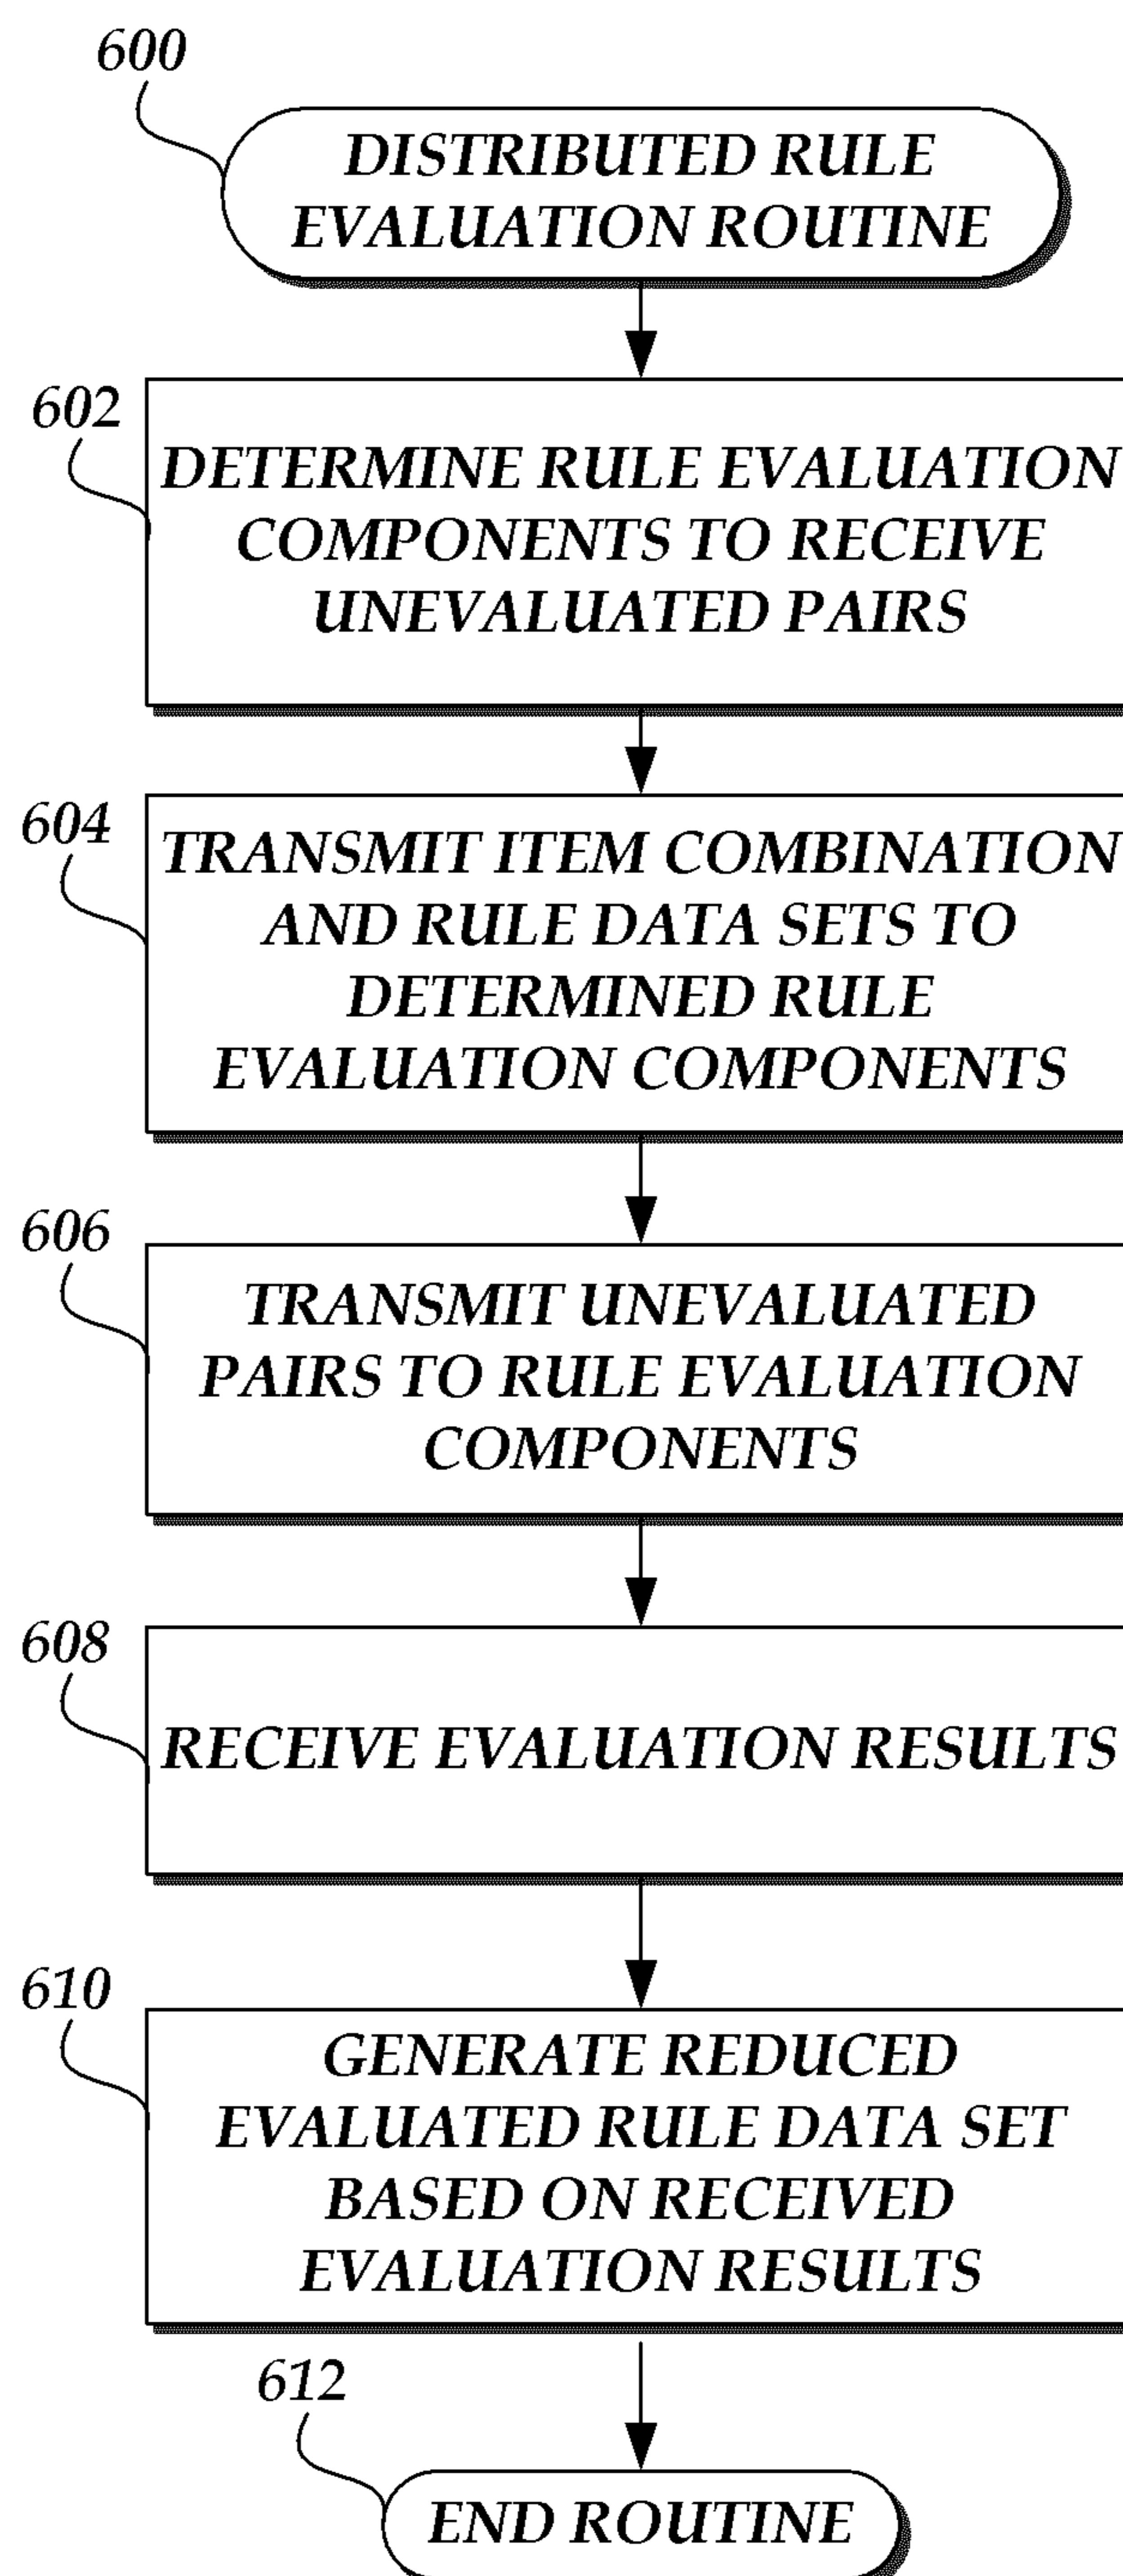 600
DISTRIBUTED RULE
EVALUATION ROUTINE
602
DETERMINE RULE EVALUATION
COMPONENTS TO RECEIVE
UNEVALUATED PAIRS
604
TRANSMIT ITEM COMBINATION
AND RULE DATA SETS TO
DETERMINED RULE
EVALUATION COMPONENTS
606
TRANSMIT UNEVALUATED
PAIRS TO RULE EVALUATION
COMPONENTS
608
RECEIVE EVALUATION RESULTS
610
GENERATE REDUCED
EVALUATED RULE DATA SET
BASED ON RECEIVED
EVALUATION RESULTS
612
END ROUTINE